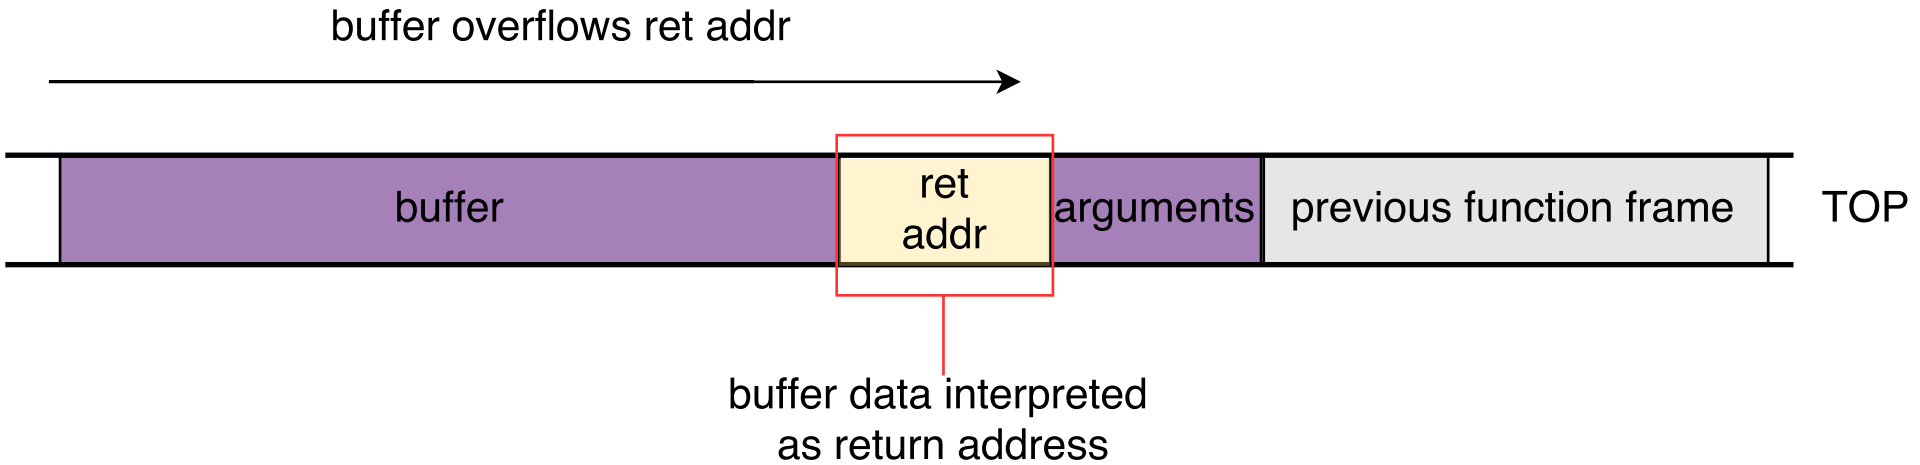 buffer overflows ret addr
buffer
ret
addr
arguments
previous function frame
TOP
buffer data interpreted
as return address